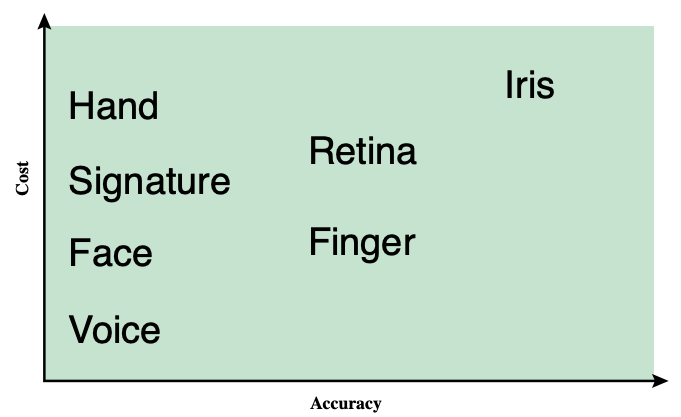 Iris
Hand
Retina
Signature
Finger
Face
Voice
Cost
Accuracy